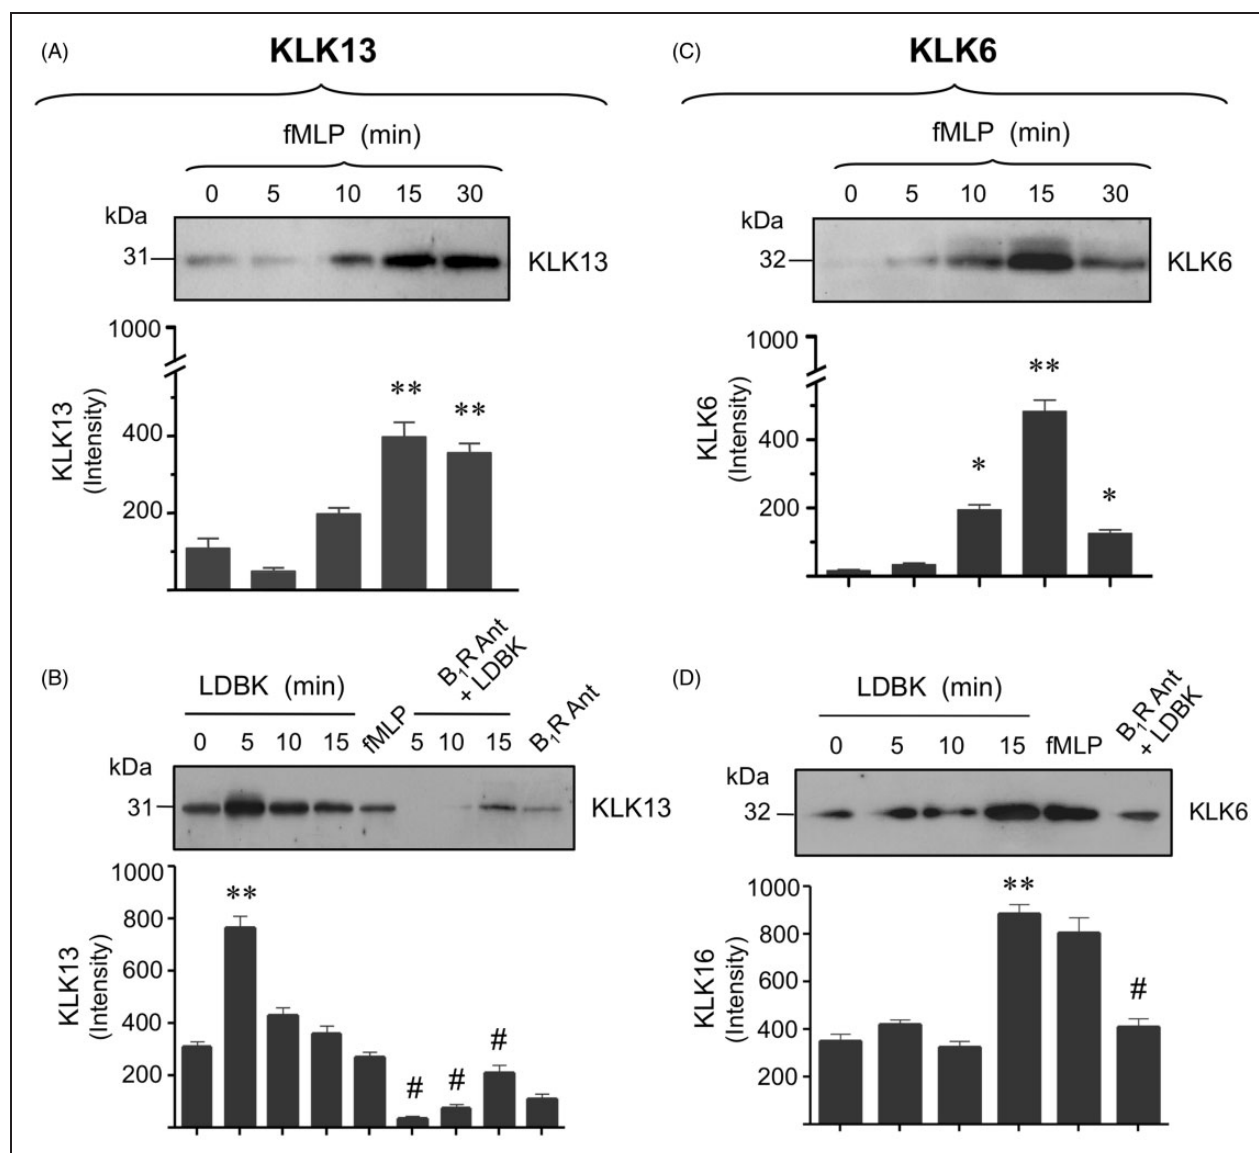 (A) KLK13
fMLP (min)
0 5 10 15 30
kDa
31 KLK13
1000
400
200
KLK13
(Intensity)
** **
(C) KLK6
fMLP (min)
0 5 10 15 30
kDa
32 KLK6
1000
400
200
KLK6
(Intensity)
* ** *
(B)
LDBK (min) fMLP B₁R Ant
+ LDBK
B₁R Ant
0 5 10 15 5 10 15
kDa
31 KLK13
1000
800
600
400
200
KLK13
(Intensity)
** # # #
(D)
LDBK (min)
0 5 10 15 fMLP B₁R Ant
+ LDBK
kDa
32 KLK6
1000
800
600
400
200
KLK16
(Intensity)
** #